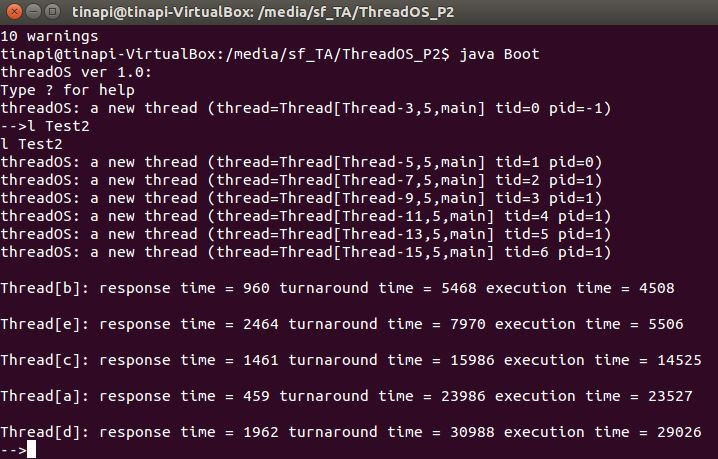 tinapi@tinapi-VirtualBox: /media/sf_TA/ThreadOS_P2
10 warnings
tinapi@tinapi-VirtualBox:/media/sf_TA/ThreadOS_P2$ java Boot
threadOS ver 1.0:
Type ? for help
threadOS: a new thread (thread=Thread[Thread-3,5,main] tid=0 pid=-1)
-->l Test2
l Test2
threadOS: a new thread (thread=Thread[Thread-5,5,main] tid=1 pid=0)
threadOS: a new thread (thread=Thread[Thread-7,5,main] tid=2 pid=1)
threadOS: a new thread (thread=Thread[Thread-9,5,main] tid=3 pid=1)
threadOS: a new thread (thread=Thread[Thread-11,5,main] tid=4 pid=1)
threadOS: a new thread (thread=Thread[Thread-13,5,main] tid=5 pid=1)
threadOS: a new thread (thread=Thread[Thread-15,5,main] tid=6 pid=1)
Thread[b]: response time = 960 turnaround time = 5468 execution time = 4508
Thread[e]: response time = 2464 turnaround time = 7970 execution time = 5506
Thread[c]: response time = 1461 turnaround time = 15986 execution time = 14525
Thread[a]: response time = 459 turnaround time = 23986 execution time = 23527
Thread[d]: response time = 1962 turnaround time = 30988 execution time = 29026
-->